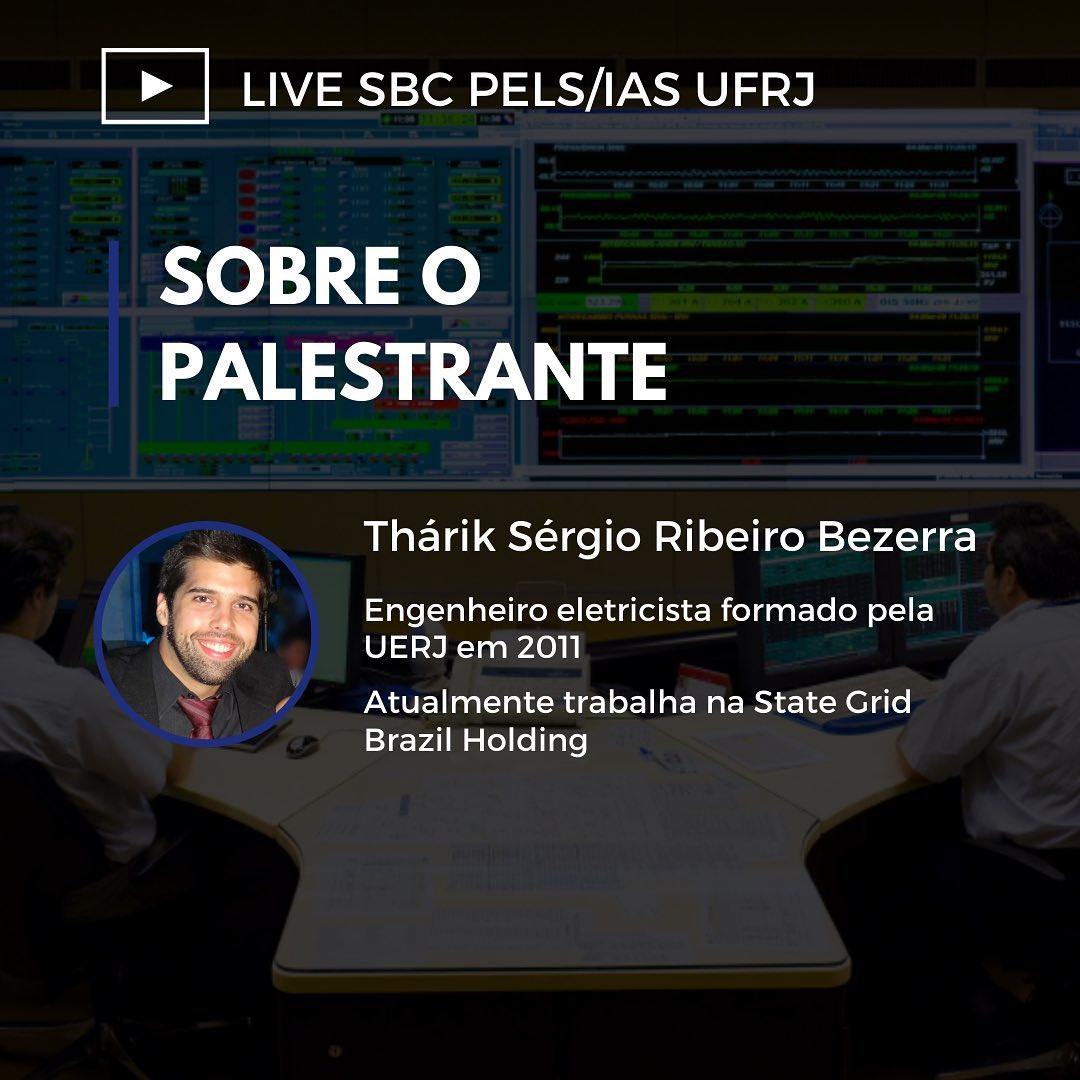 LIVE SBC PELS/IAS UFRJ
SOBRE O
PALESTRANTE
Thárik Sérgio Ribeiro Bezerra
Engenheiro eletricista formado pela
UERJ em 2011
Atualmente trabalha na State Grid
Brazil Holding